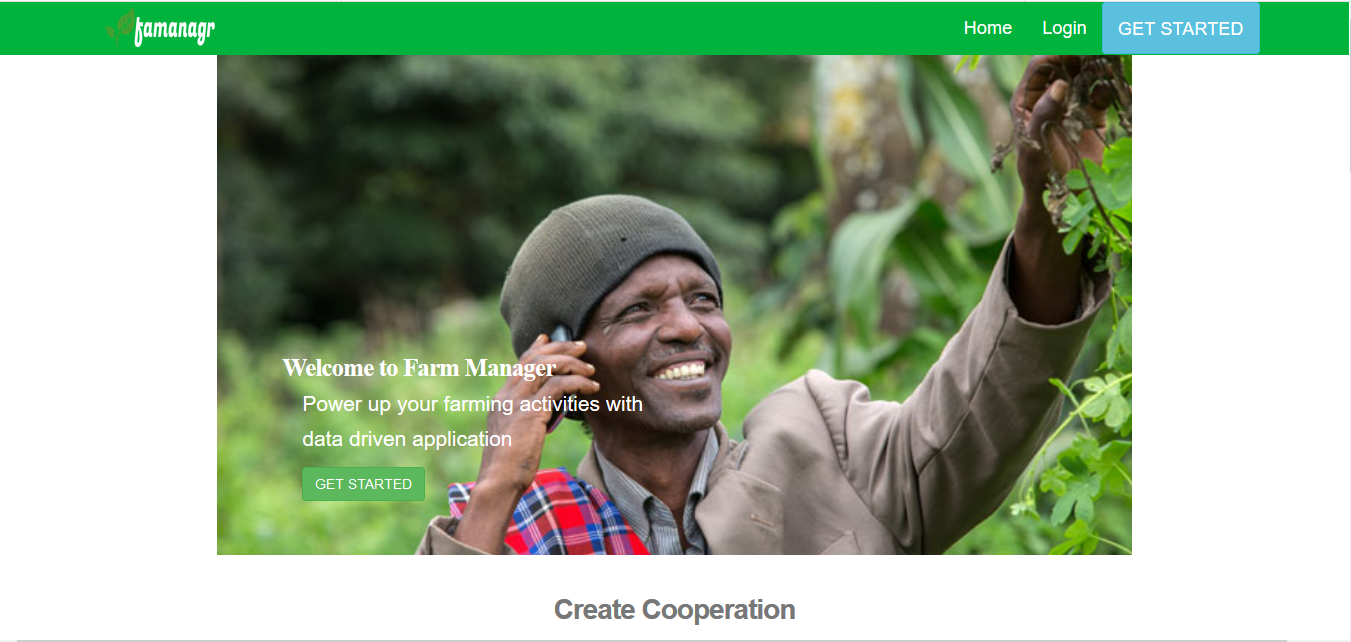 famanagr
Home Login GET STARTED
Welcome to Farm Manager
Power up your farming activities with
data driven application
GET STARTED
Create Cooperation